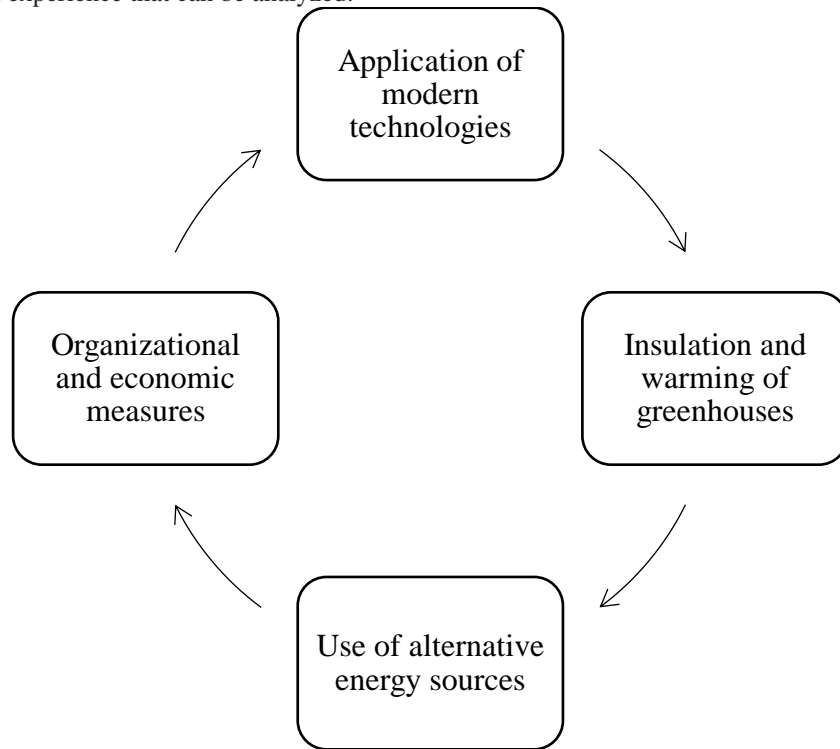 experience that can be analyzed.
Application of
modern
technologies
Organizational
and economic
measures
Insulation and
warming of
greenhouses
Use of alternative
energy sources